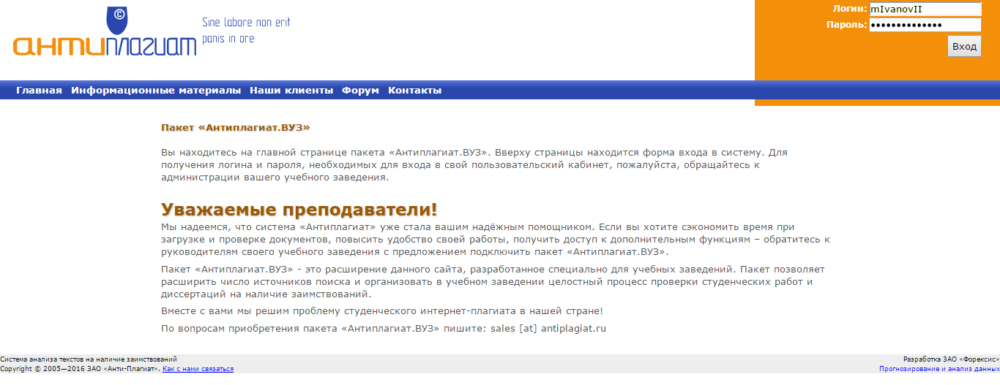 ©
антиплагиат
Sine labore non erit
panis in ore
Логин: mIvanovII
Пароль: ••••••••••••••
Вход
Главная Информационные материалы Наши клиенты Форум Контакты
Пакет «Антиплагиат.ВУЗ»
Вы находитесь на главной странице пакета «Антиплагиат.ВУЗ». Вверху страницы находится форма входа в систему. Для
получения логина и пароля, необходимых для входа в свой пользовательский кабинет, пожалуйста, обращайтесь к
администрации вашего учебного заведения.
Уважаемые преподаватели!
Мы надеемся, что система «Антиплагиат» уже стала вашим надёжным помощником. Если вы хотите сэкономить время при
загрузке и проверке документов, повысить удобство своей работы, получить доступ к дополнительным функциям – обратитесь к
руководителям своего учебного заведения с предложением подключить пакет «Антиплагиат.ВУЗ».
Пакет «Антиплагиат.ВУЗ» - это расширение данного сайта, разработанное специально для учебных заведений. Пакет позволяет
расширить число источников поиска и организовать в учебном заведении целостный процесс проверки студенческих работ и
диссертаций на наличие заимствований.
Вместе с вами мы решим проблему студенческого интернет-плагиата в нашей стране!
По вопросам приобретения пакета «Антиплагиат.ВУЗ» пишите: sales [at] antiplagiat.ru
Система анализа текстов на наличие заимствований
Copyright © 2005—2016 ЗАО «Анти-Плагиат». Как с нами связаться
Разработка ЗАО «Форексис»
Прогнозирование и анализ данных